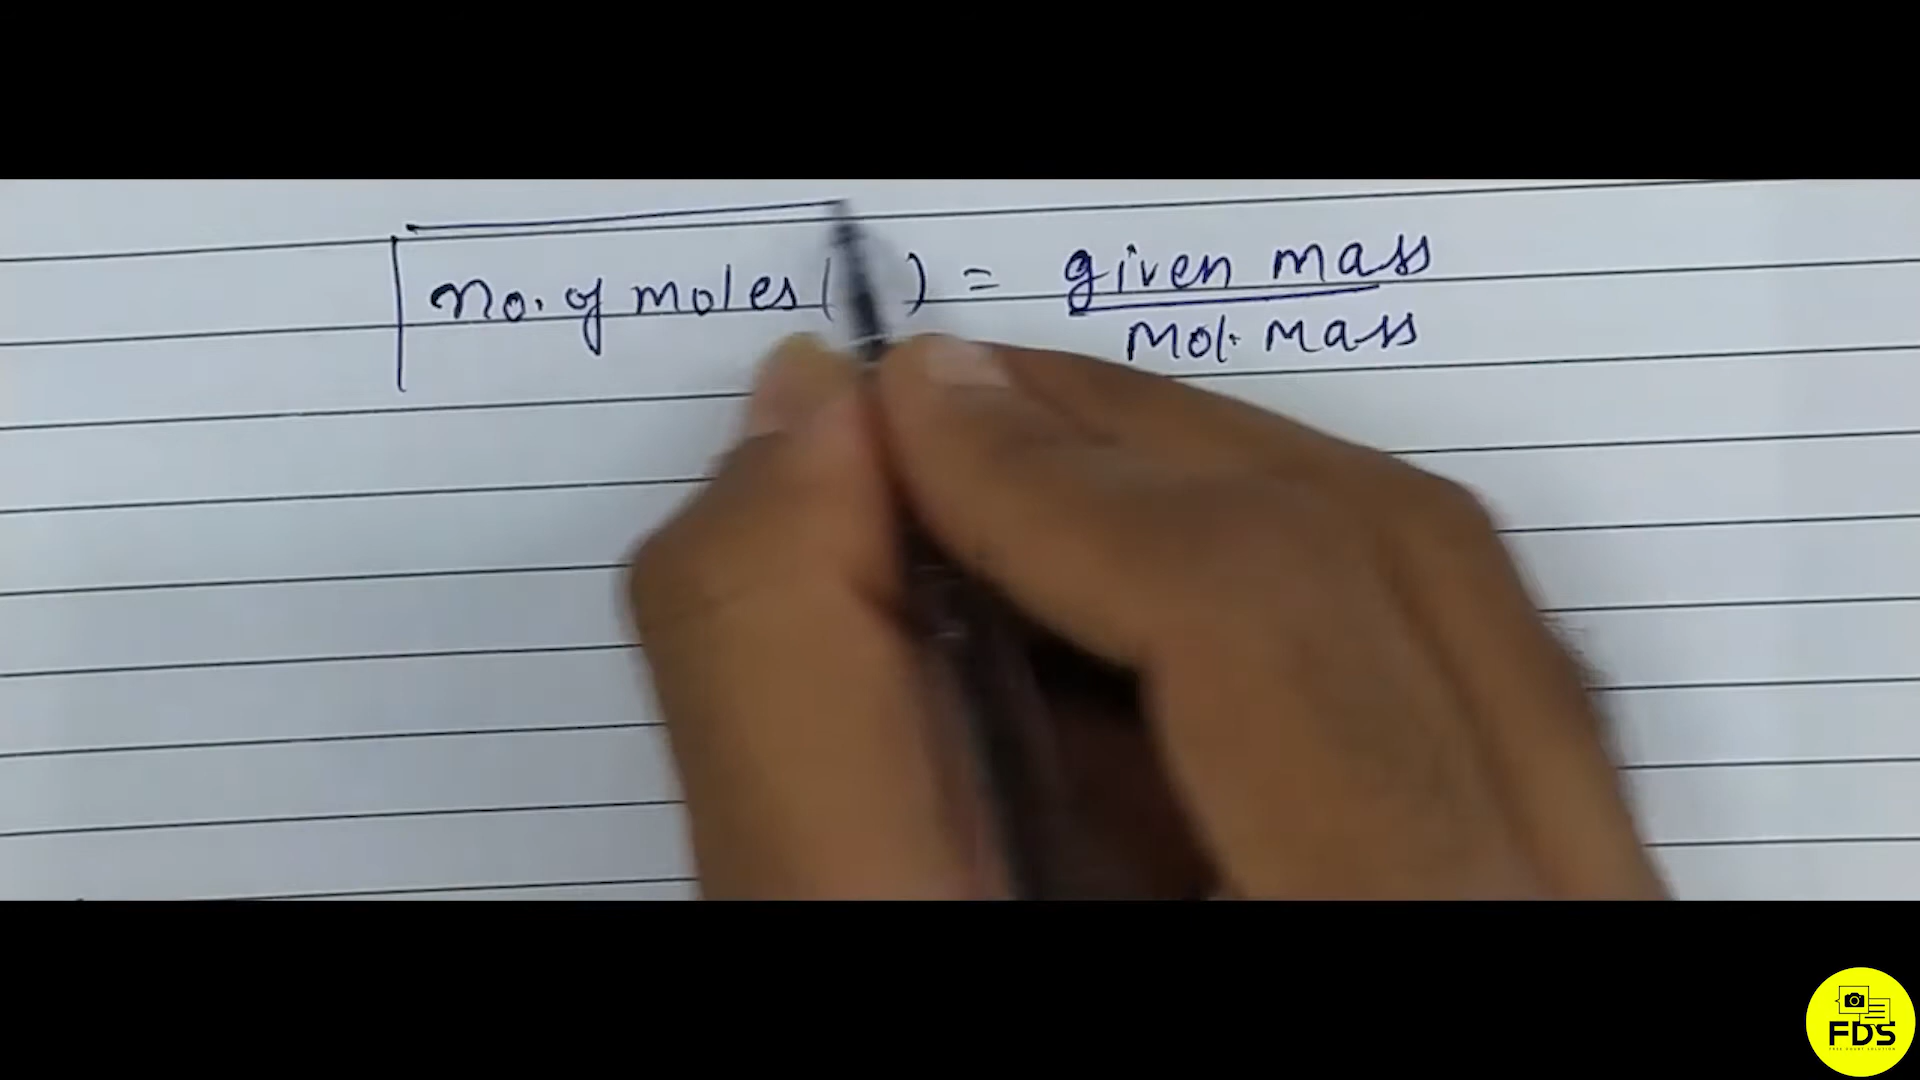 no. of moles ( ) = given mass
mol. mass
FDS